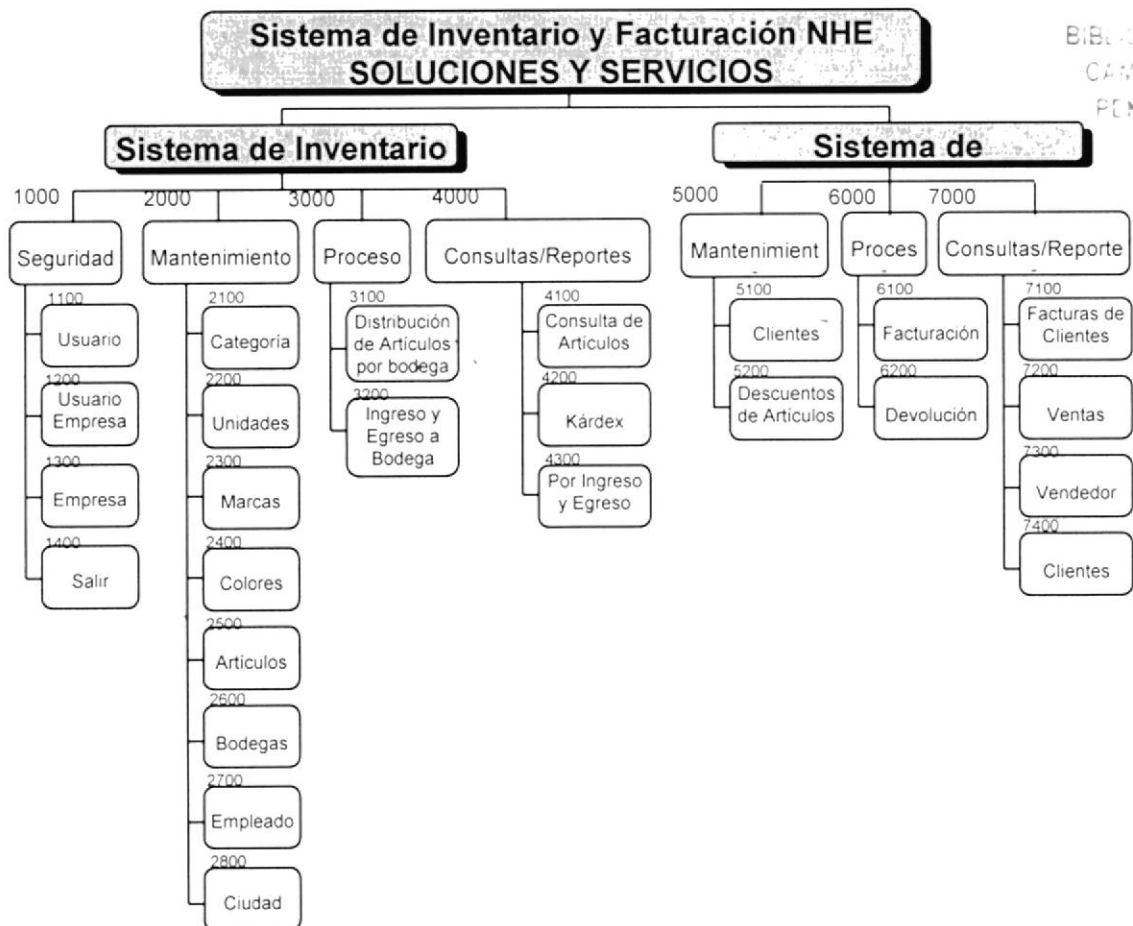 Sistema de Inventario y Facturación NHE
SOLUCIONES Y SERVICIOS
Sistema de Inventario
Sistema de
1000
2000
3000
4000
5000
6000
7000
Seguridad
Mantenimiento
Proceso
Consultas/Reportes
Mantenimient
Proces
Consultas/Reporte
1100
Usuario
1200
Usuario
Empresa
1300
Empresa
1400
Salir
2100
Categoría
2200
Unidades
2300
Marcas
2400
Colores
2500
Artículos
2600
Bodegas
2700
Empleado
2800
Ciudad
3100
Distribución
de Artículos
por bodega
3200
Ingreso y
Egreso a
Bodega
4100
Consulta de
Artículos
4200
Kárdex
4300
Por Ingreso
y Egreso
5100
Clientes
5200
Descuentos
de Artículos
6100
Facturación
6200
Devolución
7100
Facturas de
Clientes
7200
Ventas
7300
Vendedor
7400
Clientes